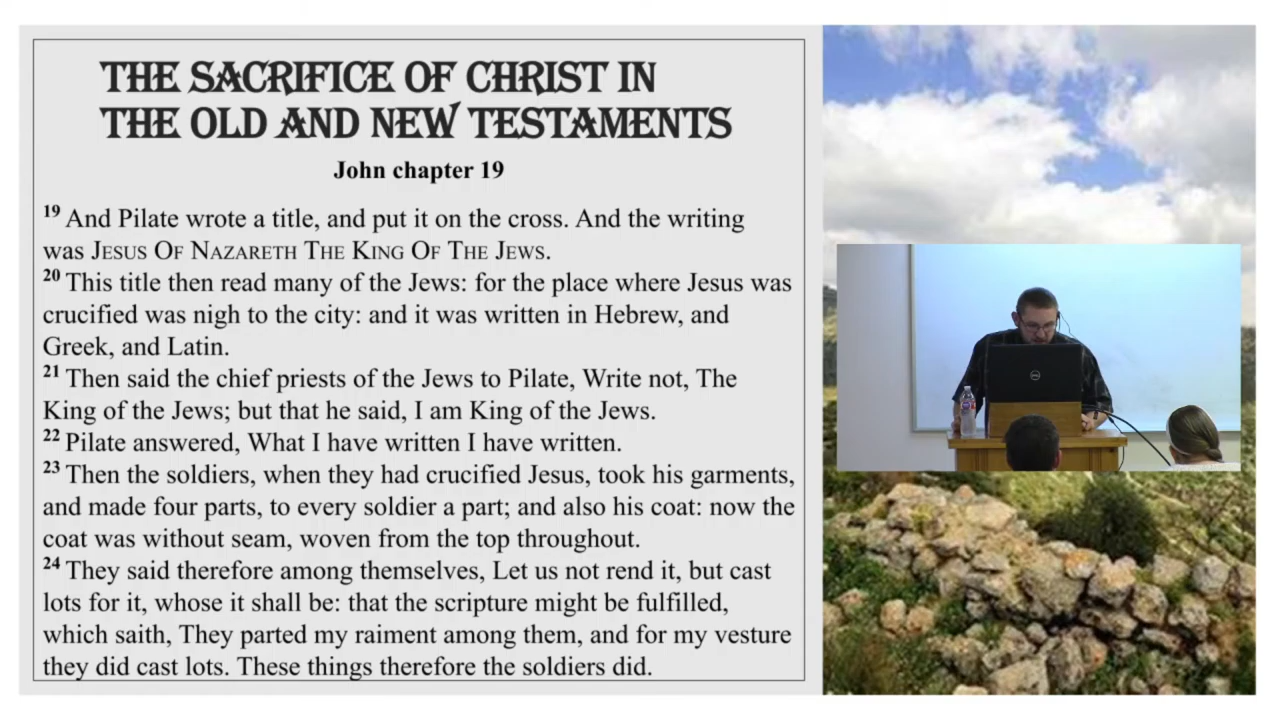 THE SACRIFICE OF CHRIST IN
THE OLD AND NEW TESTAMENTS
John chapter 19
19 And Pilate wrote a title, and put it on the cross. And the writing
was JESUS OF NAZARETH THE KING OF THE JEWS.
20 This title then read many of the Jews: for the place where Jesus was
crucified was nigh to the city: and it was written in Hebrew, and
Greek, and Latin.
21 Then said the chief priests of the Jews to Pilate, Write not, The
King of the Jews; but that he said, I am King of the Jews.
22 Pilate answered, What I have written I have written.
23 Then the soldiers, when they had crucified Jesus, took his garments,
and made four parts, to every soldier a part; and also his coat: now the
coat was without seam, woven from the top throughout.
24 They said therefore among themselves, Let us not rend it, but cast
lots for it, whose it shall be: that the scripture might be fulfilled,
which saith, They parted my raiment among them, and for my vesture
they did cast lots. These things therefore the soldiers did.